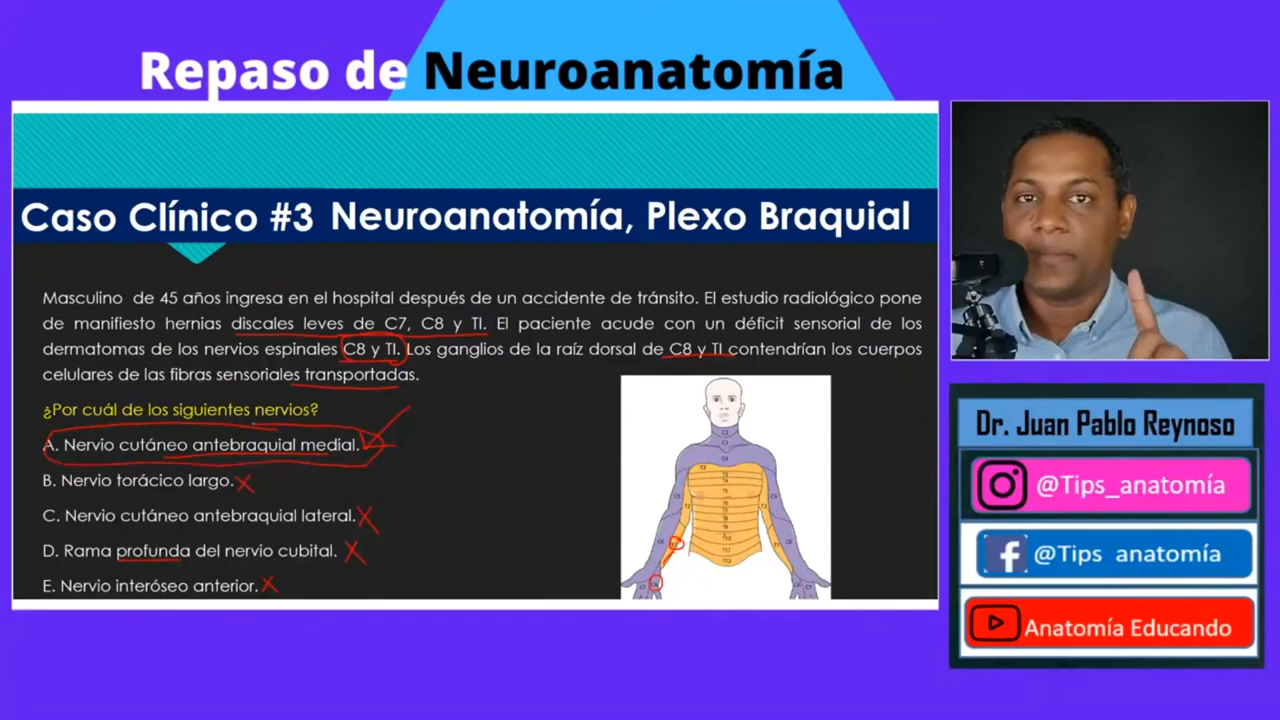 Repaso de Neuroanatomía
Caso Clínico #3 Neuroanatomía, Plexo Braquial
Masculino de 45 años ingresa en el hospital después de un accidente de tránsito. El estudio radiológico pone
de manifiesto hernias discales leves de C7, C8 y TI. El paciente acude con un déficit sensorial de los
dermatomas de los nervios espinales C8 y TI. Los ganglios de la raíz dorsal de C8 y TI contendrían los cuerpos
celulares de las fibras sensoriales transportadas.
¿Por cuál de los siguientes nervios?
A. Nervio cutáneo antebraquial medial.
B. Nervio torácico largo.
C. Nervio cutáneo antebraquial lateral.
D. Rama profunda del nervio cubital.
E. Nervio interóseo anterior.
Dr. Juan Pablo Reynoso
@Tips_anatomía
@Tips anatomía
Anatomía Educando